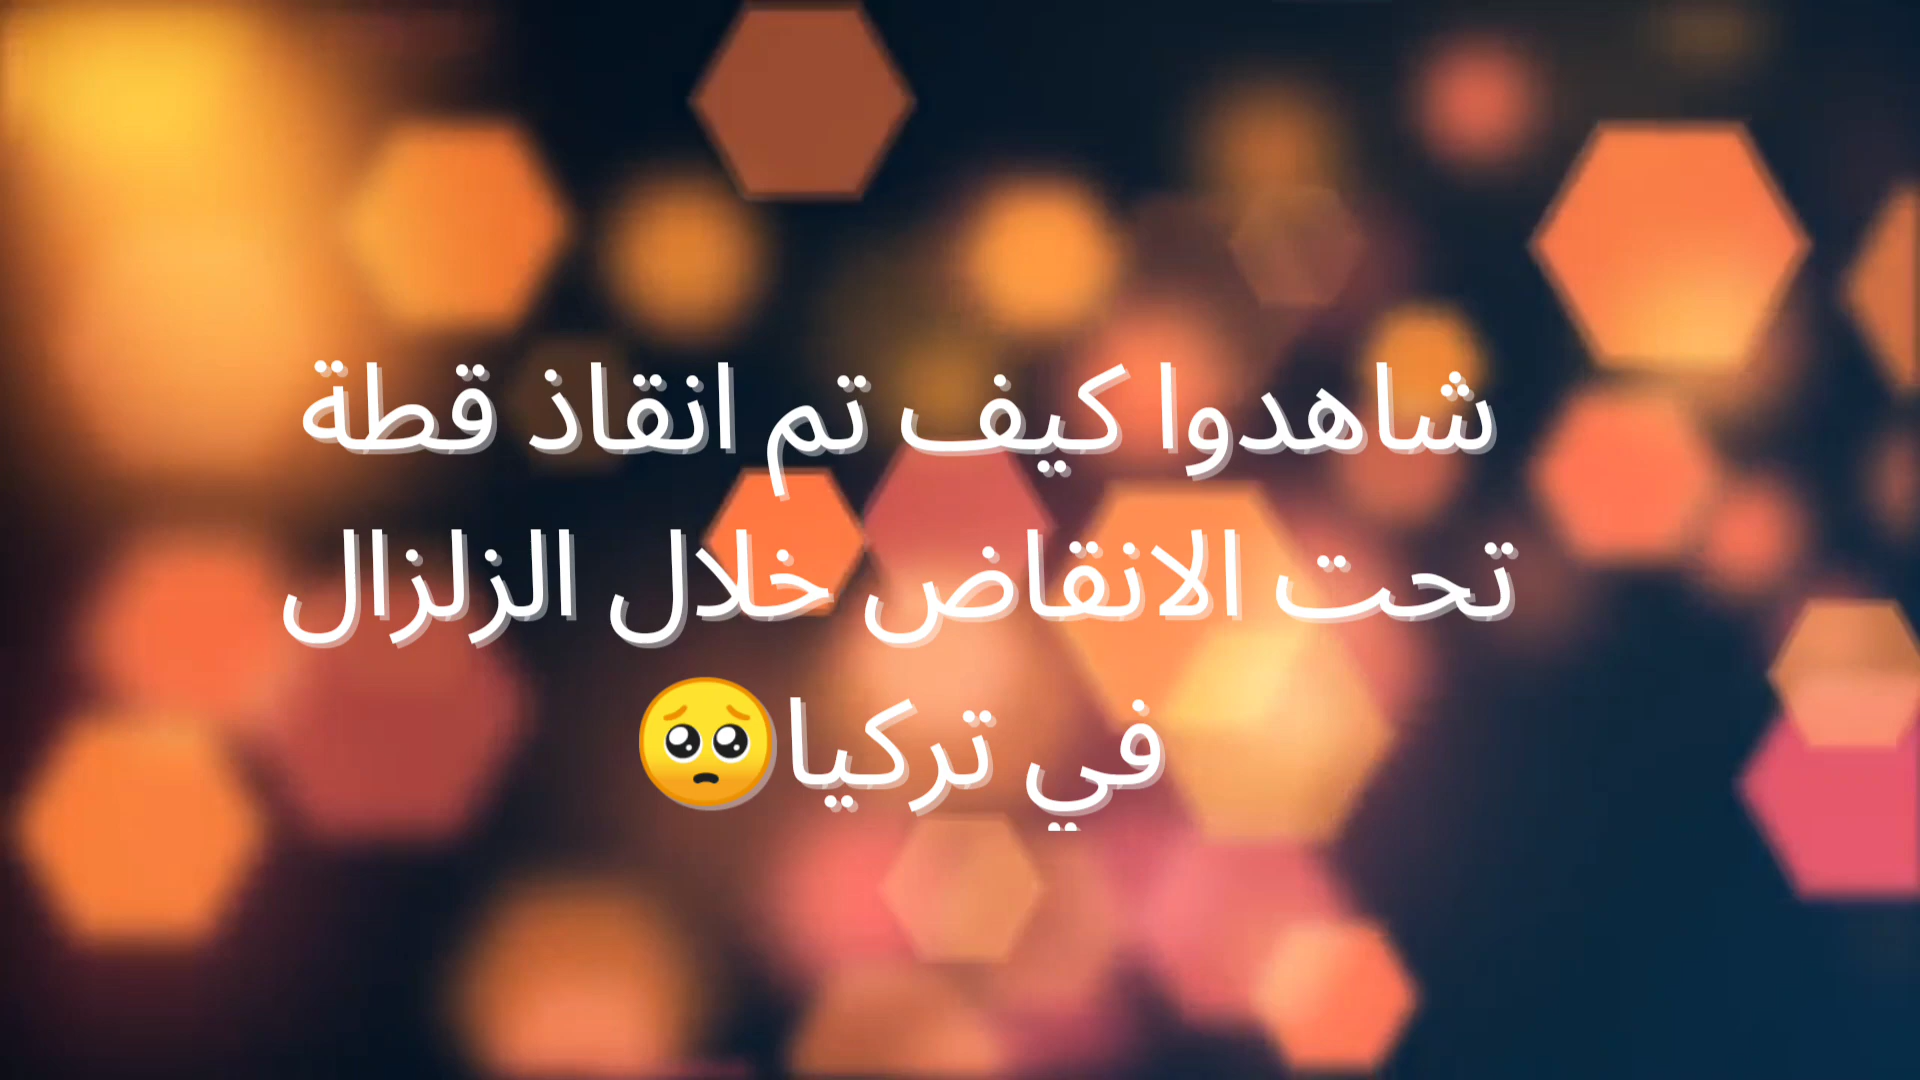 شاهدوا كيف تم انقاذ قطة
تحت الانقاض خلال الزلزال
في تركيا🥺